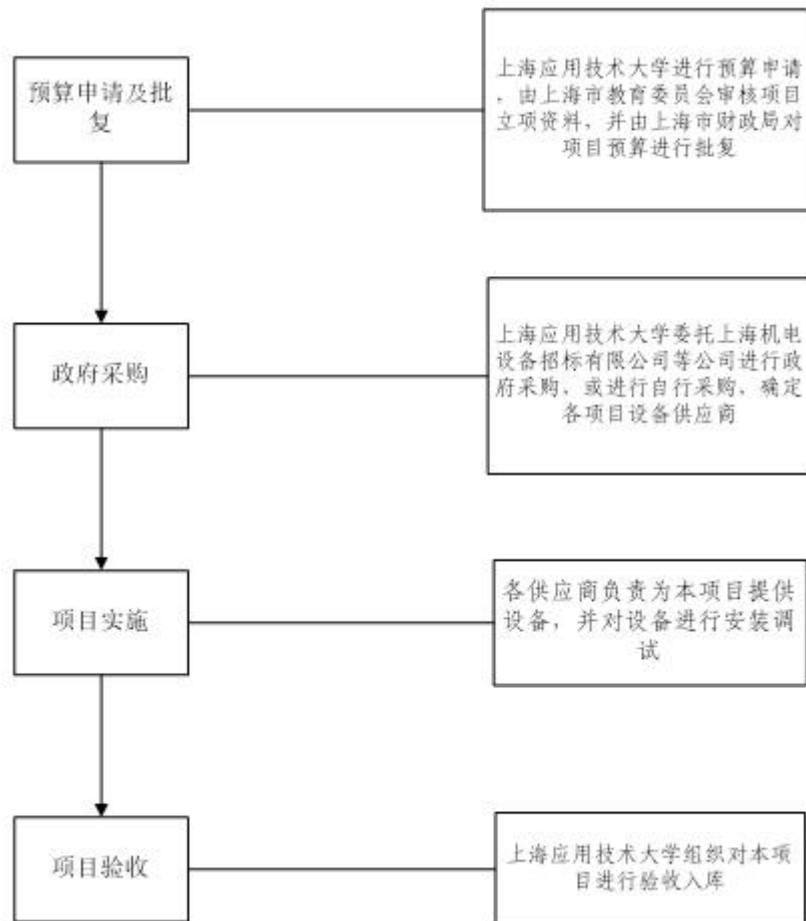 预算申请及批
复
上海应用技术大学进行预算申请
，由上海市教育委员会审核项目
立项资料，并由上海市财政局对
项目预算进行批复
政府采购
上海应用技术大学委托上海机电
设备招标有限公司等公司进行政
府采购、或进行自行采购、确定
各项目设备供应商
项目实施
各供应商负责为本项目提供
设备，并对设备进行安装调
试
项目验收
上海应用技术大学组织对本项
目进行验收入库